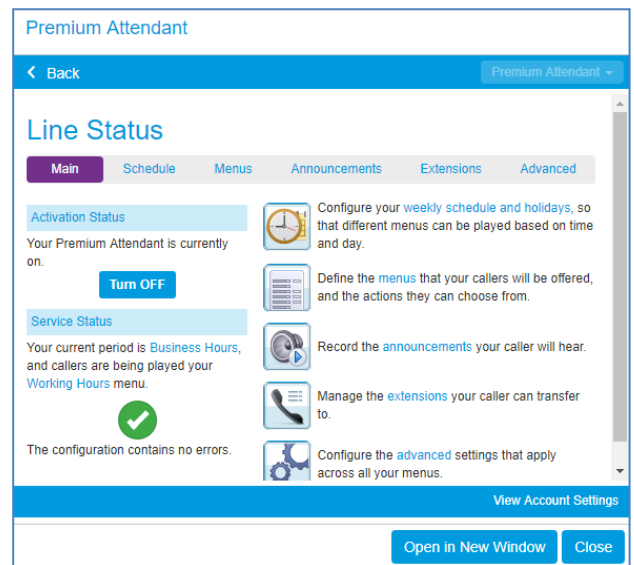 Premium Attendant
Back
Premium Attendant
Line Status
Main
Schedule
Menus
Announcements
Extensions
Advanced
Activation Status
Your Premium Attendant is currently
on.
Turn OFF
Service Status
Your current period is Business Hours,
and callers are being played your
Working Hours menu.
The configuration contains no errors.
Configure your weekly schedule and holidays, so
that different menus can be played based on time
and day.
Define the menus that your callers will be offered,
and the actions they can choose from.
Record the announcements your caller will hear.
Manage the extensions your caller can transfer
to.
Configure the advanced settings that apply
across all your menus.
View Account Settings
Open in New Window
Close